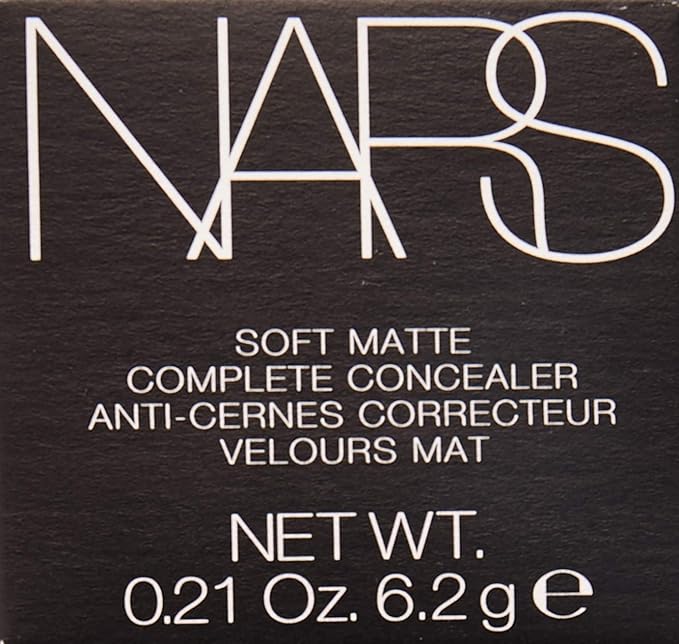 NARS
SOFT MATTE
COMPLETE CONCEALER
ANTI-CERNES CORRECTEUR
VELOURS MAT
NET WT.
0.21 Oz. 6.2 g ℮